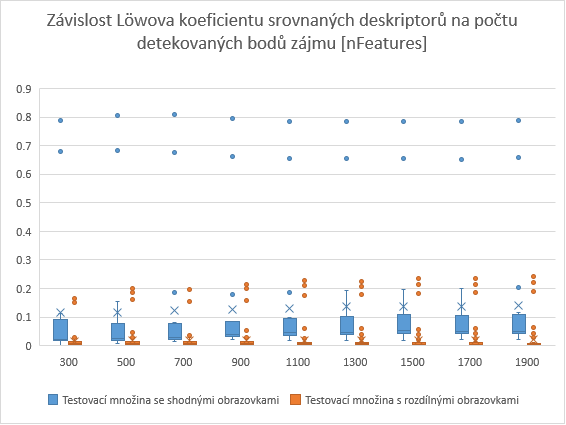 Závislost Löwova koeficientu srovnaných deskriptorů na počtu
detekovaných bodů zájmu [nFeatures]
0.9
0.8
0.7
0.6
0.5
0.4
0.3
0.2
0.1
0
300 500 700 900 1100 1300 1500 1700 1900
Testovací množina se shodnými obrazovkami Testovací množina s rozdílnými obrazovkami